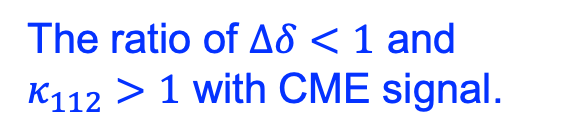 The ratio of Δδ < 1 and
κ₁₁₂ > 1 with CME signal.